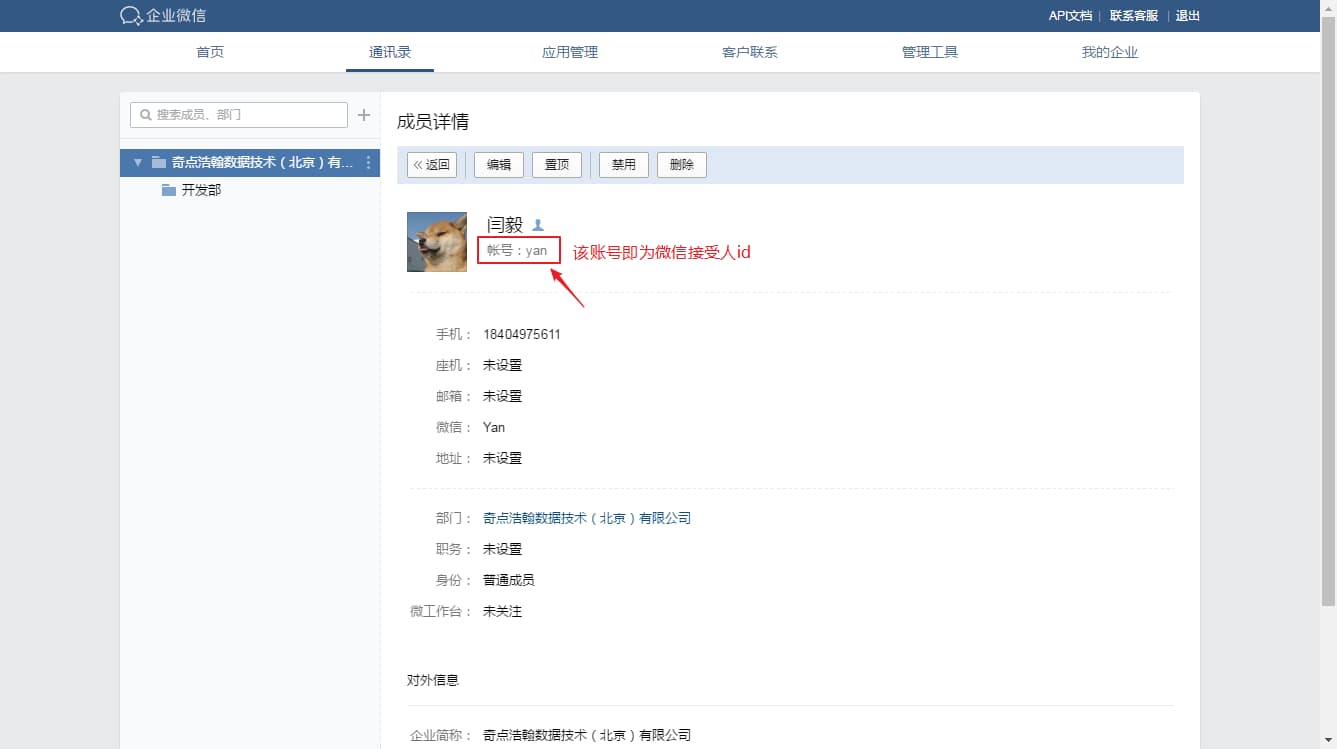 企业微信
API文档 | 联系客服 | 退出
首页 通讯录 应用管理 客户联系 管理工具 我的企业
搜索成员、部门
奇点浩翰数据技术（北京）有...
开发部
成员详情
返回 编辑 置顶 禁用 删除
闫毅
帐号：yan
该账号即为微信接受人id
手机： 18404975611
座机： 未设置
邮箱： 未设置
微信： Yan
地址： 未设置
部门： 奇点浩翰数据技术（北京）有限公司
职务： 未设置
身份： 普通成员
微工作台： 未关注
对外信息
企业简称： 奇点浩翰数据技术（北京）有限公司